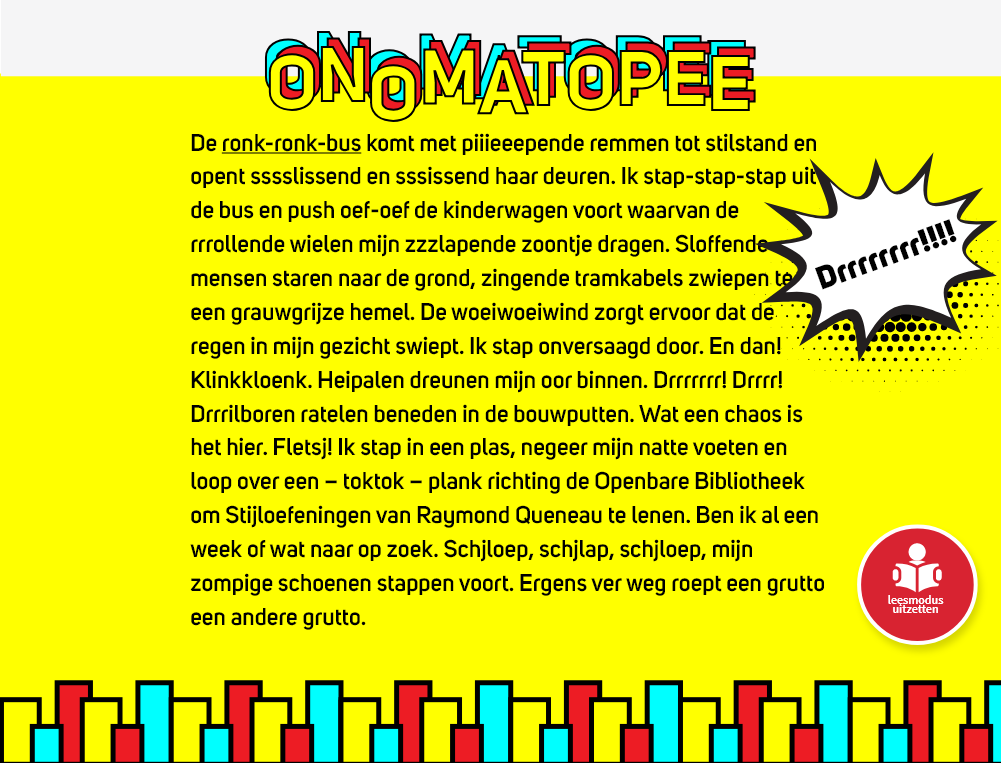 ONOMATOPEE
De ronk-ronk-bus komt met piiieeepende remmen tot stilstand en
opent sssslissend en sssissend haar deuren. Ik stap-stap-stap uit
de bus en push oef-oef de kinderwagen voort waarvan de
rrrollende wielen mijn zzzlapende zoontje dragen. Sloffende
mensen staren naar de grond, zingende tramkabels zwiepen te
een grauwgrijze hemel. De woeiwoeiwind zorgt ervoor dat de
regen in mijn gezicht swiept. Ik stap onversaagd door. En dan!
Klinkkloenk. Heipalen dreunen mijn oor binnen. Drrrrrrr! Drrrr!
Drrrilboren ratelen beneden in de bouwputten. Wat een chaos is
het hier. Fletsj! Ik stap in een plas, negeer mijn natte voeten en
loop over een – toktok – plank richting de Openbare Bibliotheek
om Stijloefeningen van Raymond Queneau te lenen. Ben ik al een
week of wat naar op zoek. Schjloep, schjlap, schjloep, mijn
zompige schoenen stappen voort. Ergens ver weg roept een grutto
een andere grutto.
Drrrrrrrr!!!!
leesmodus
uitzetten